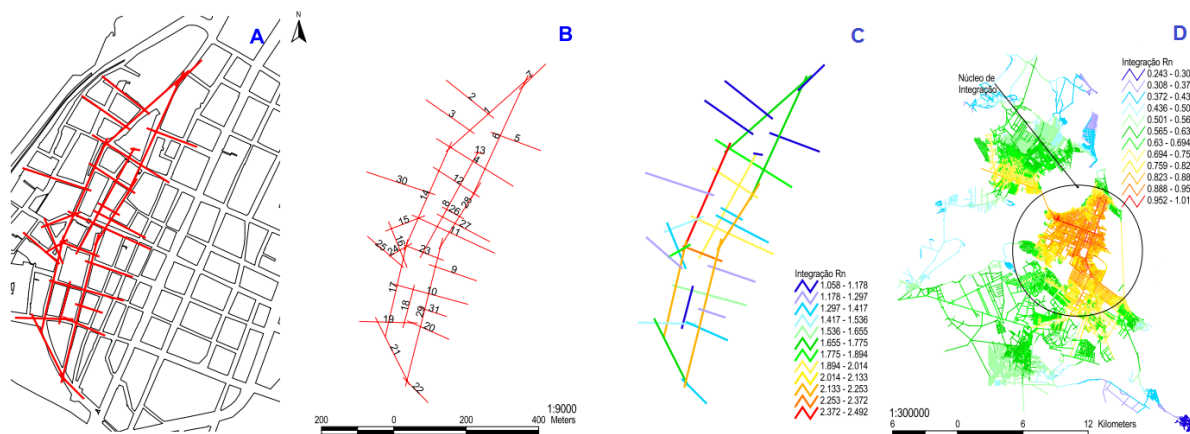 A
N
B
2
2
3
1
6
5
13
4
12
30
14
8
28
26
27
15
11
16
25
24
23
9
17
10
18
29
31
19
20
21
22
1:9000
200 0 200 400
Meters
C
Integração Rn
1.058 - 1.178
1.178 - 1.297
1.297 - 1.417
1.417 - 1.536
1.536 - 1.655
1.655 - 1.775
1.775 - 1.894
1.894 - 2.014
2.014 - 2.133
2.133 - 2.253
2.253 - 2.372
2.372 - 2.492
D
Núcleo de
Integração
Integração Rn
0.243 - 0.30
0.308 - 0.37
0.372 - 0.43
0.436 - 0.50
0.501 - 0.56
0.565 - 0.63
0.63 - 0.694
0.694 - 0.75
0.759 - 0.82
0.823 - 0.88
0.888 - 0.95
0.952 - 1.01
1:300000
6 0 6 12 Kilometers